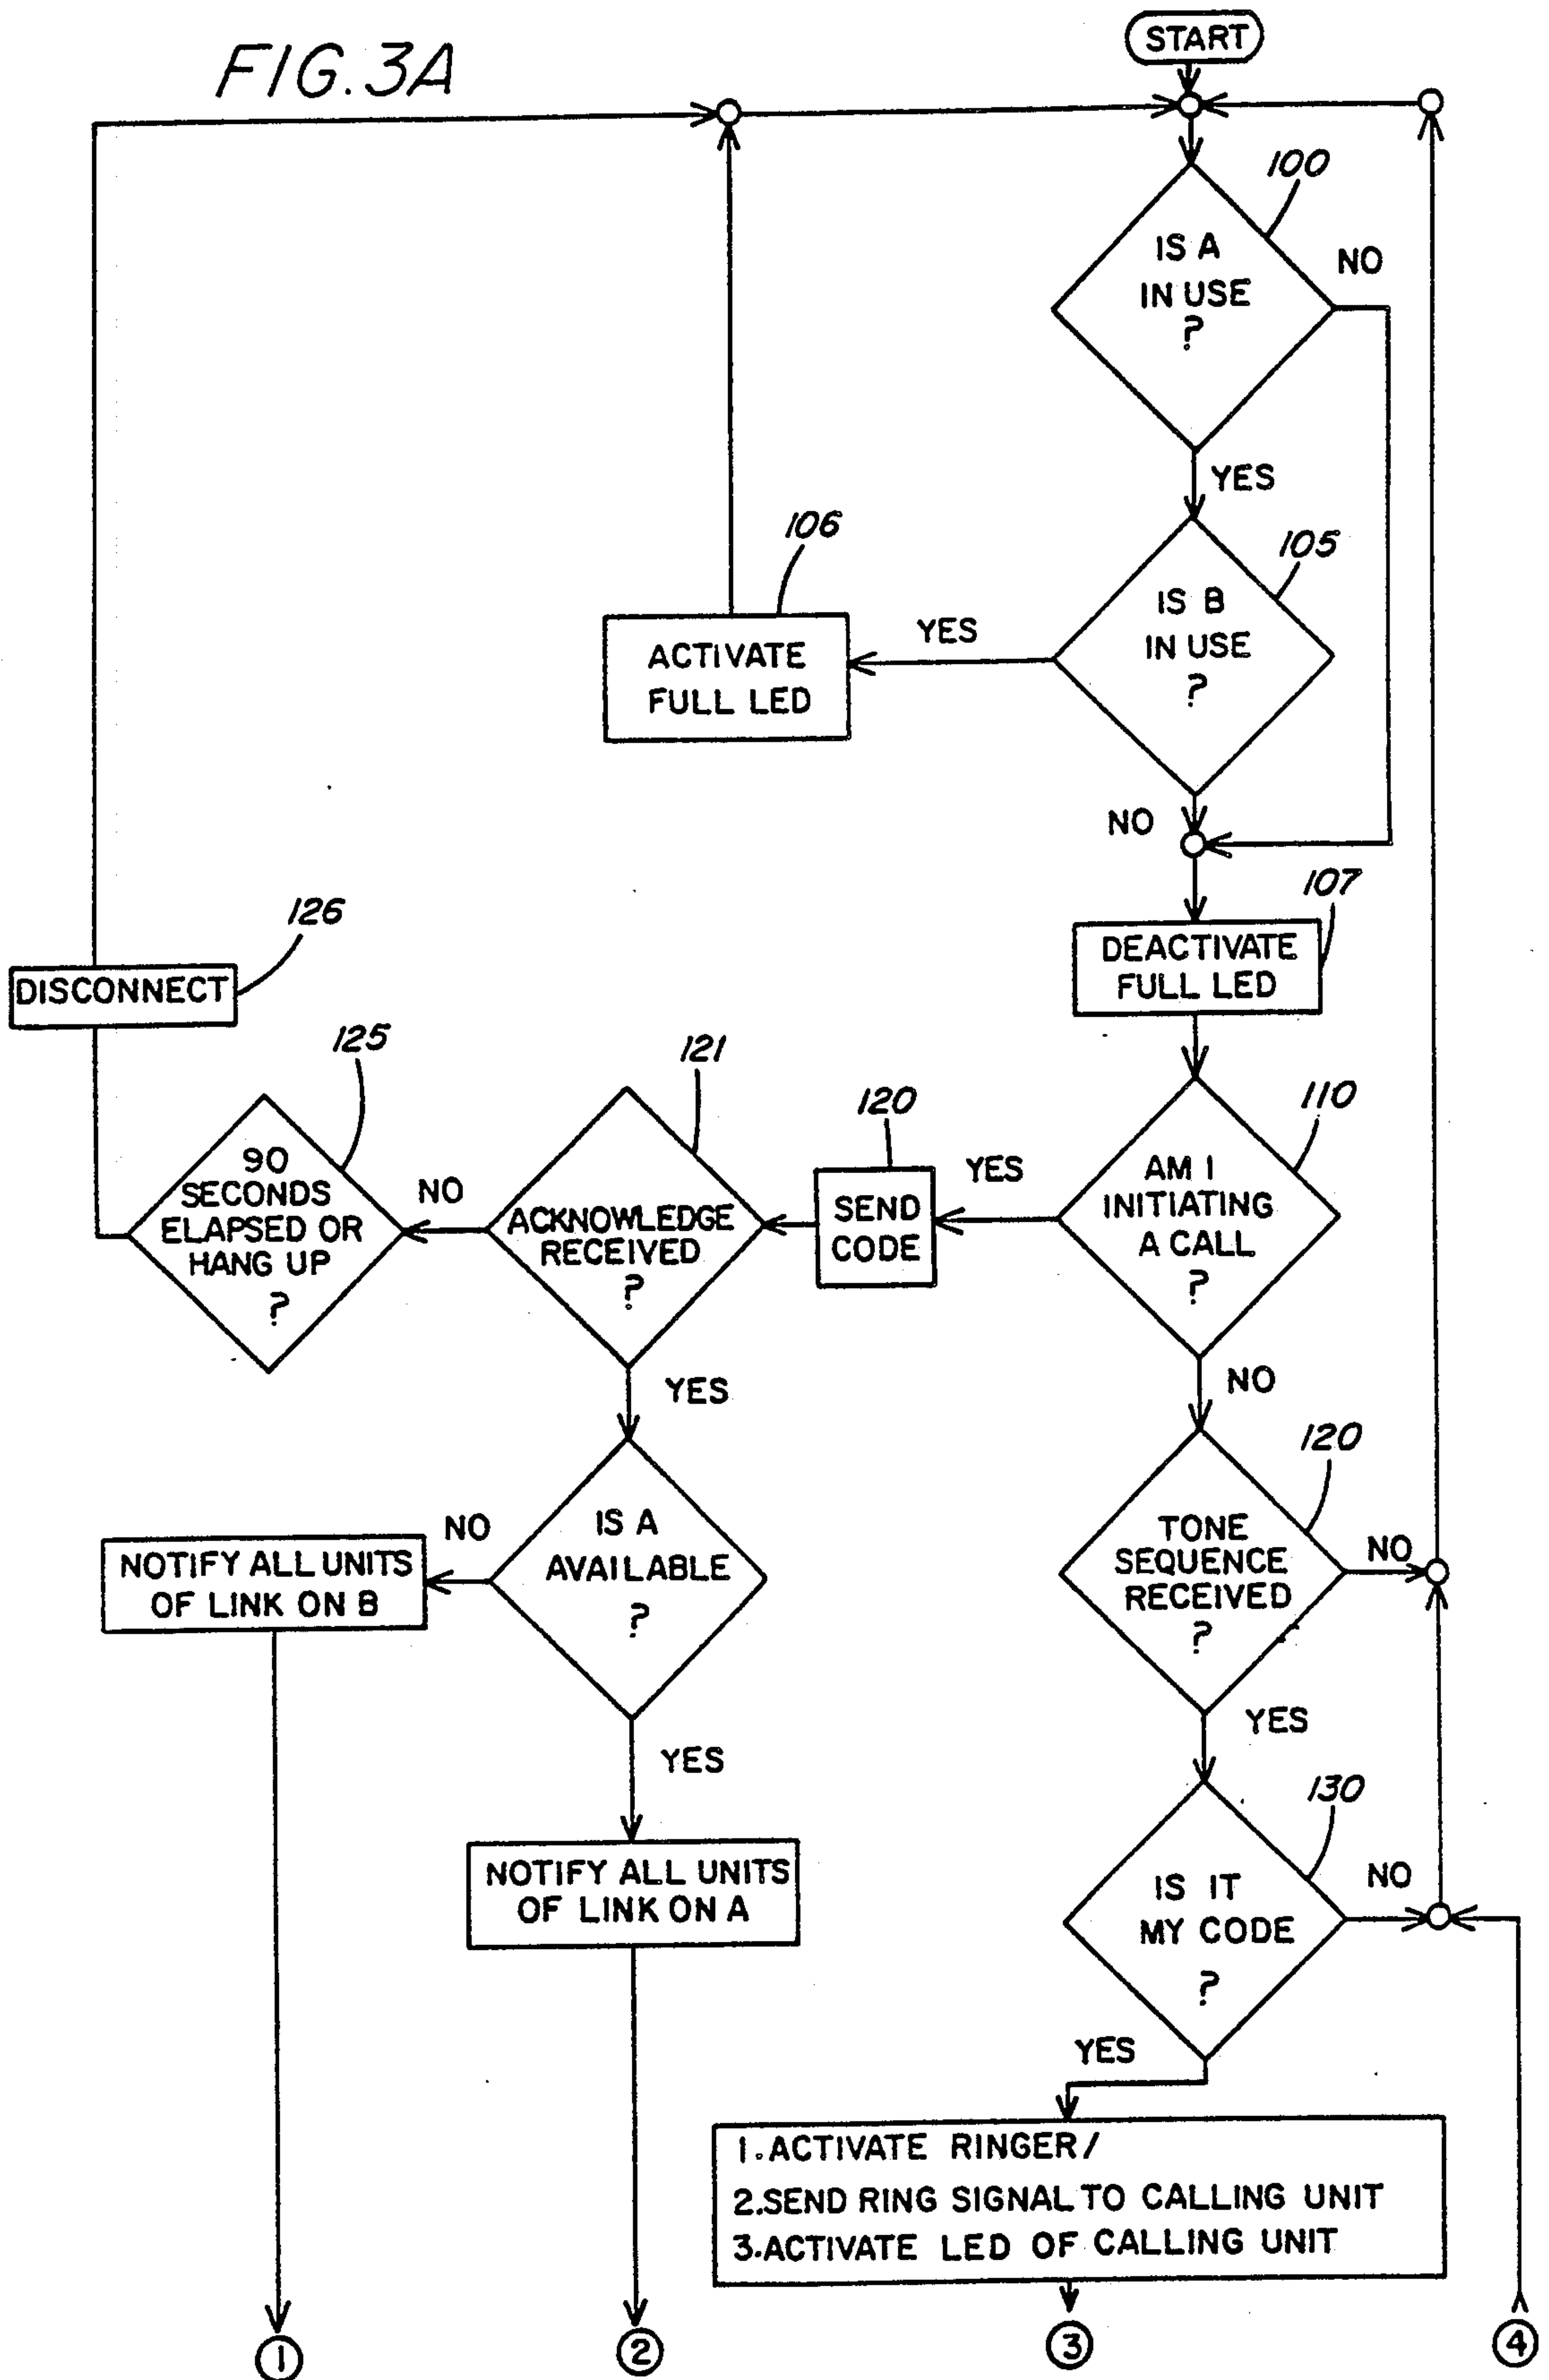 FIG. 3A
START
100
IS A
IN USE
?
NO
YES
106
105
IS B
IN USE
?
YES
ACTIVATE
FULL LED
NO
107
DEACTIVATE
FULL LED
126
DISCONNECT
125
121
120
110
90
SECONDS
ELAPSED OR
HANG UP
?
NO
ACKNOWLEDGE
RECEIVED
?
SEND
CODE
YES
AM I
INITIATING
A CALL
?
YES
NO
120
IS A
AVAILABLE
?
NO
NOTIFY ALL UNITS
OF LINK ON B
TONE
SEQUENCE
RECEIVED
?
NO
YES
YES
130
NOTIFY ALL UNITS
OF LINK ON A
IS IT
MY CODE
?
NO
YES
1. ACTIVATE RINGER/
2. SEND RING SIGNAL TO CALLING UNIT
3. ACTIVATE LED OF CALLING UNIT
1
2
3
4